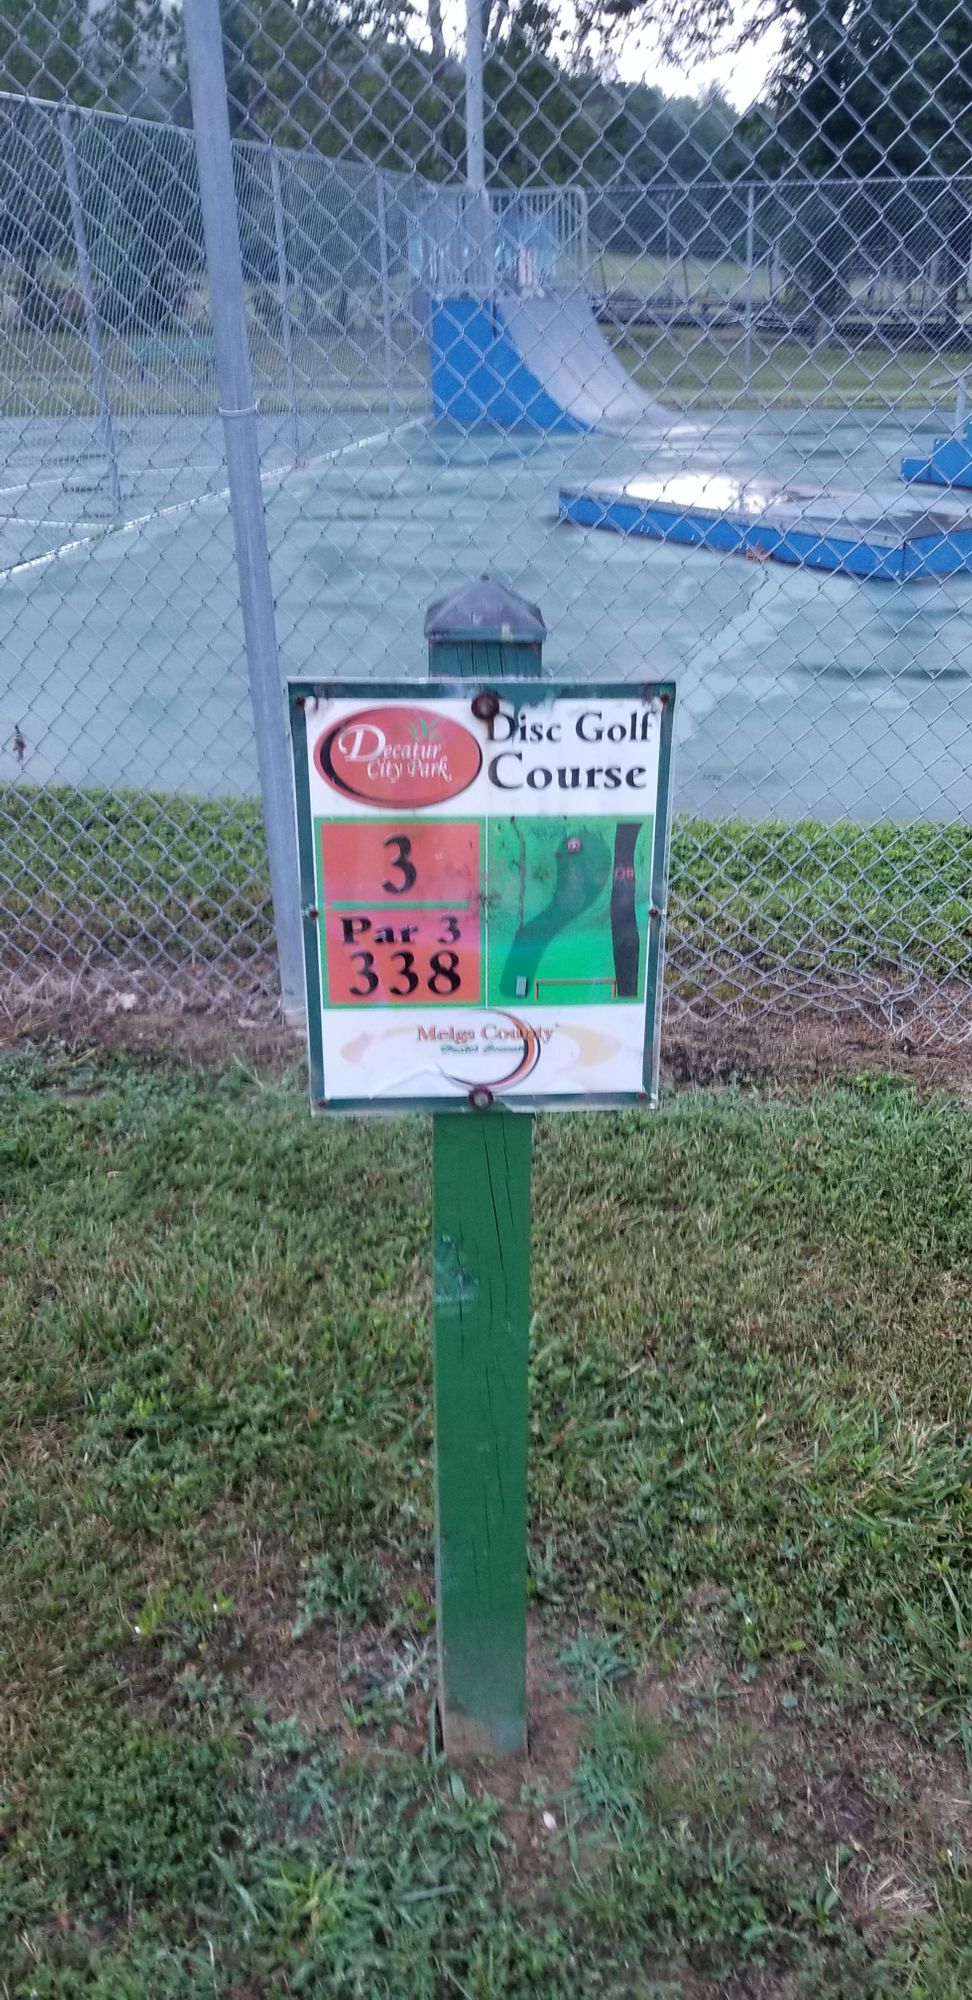 Decatur
City Park
Disc Golf
Course
3
Par 3
338
OB
Meigs County